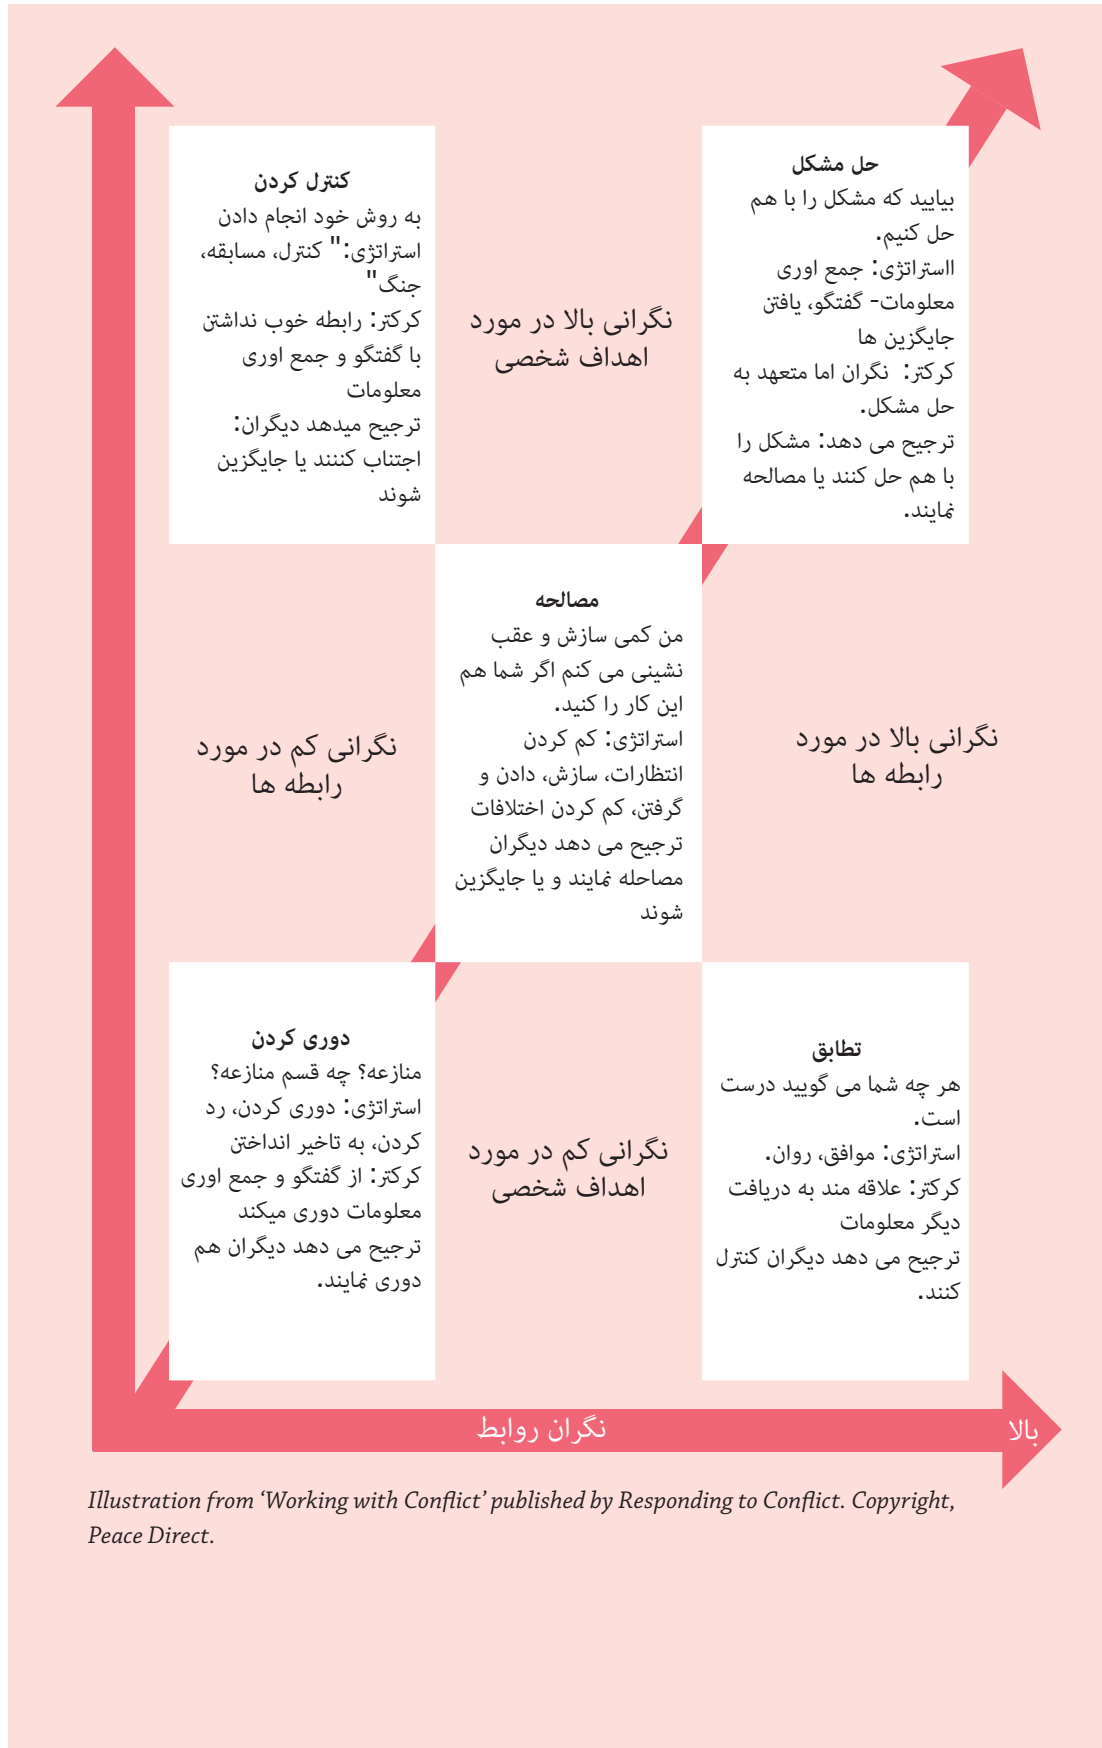 حل مشکل
بیایید که مشکل را با هم
حل کنیم.
ااستراتژی: جمع اوری
معلومات- گفتگو، یافتن
جایگزین ها
کرکتر:  نگران اما متعهد به
حل مشکل.
ترجیح می دهد: مشکل را
با هم حل کنند یا مصالحه
نمایند.
نگرانی بالا در مورد
اهداف شخصی
کنترل کردن
به روش خود انجام دادن
استراتژی:" کنترل، مسابقه،
جنگ"
کرکتر: رابطه خوب نداشتن
با گفتگو و جمع اوری
معلومات
ترجیح میدهد دیگران:
اجتناب کننند یا جایگزین
شوند
نگرانی بالا در مورد
رابطه ها
مصالحه
من کمی سازش و عقب
نشینی می کنم اگر شما هم
این کار را کنید.
استراتژی: کم کردن
انتظارات، سازش، دادن و
گرفتن، کم کردن اختلافات
ترجیح می دهد دیگران
مصاحله نمایند و یا جایگزین
شوند
نگرانی کم در مورد
رابطه ها
تطابق
هر چه شما می گویید درست
است.
استراتژی: موافق، روان.
کرکتر: علاقه مند به دریافت
دیگر معلومات
ترجیح می دهد دیگران کنترل
کنند.
نگرانی کم در مورد
اهداف شخصی
دوری کردن
منازعه؟ چه قسم منازعه؟
استراتژی: دوری کردن، رد
کردن، به تاخیر انداختن
کرکتر: از گفتگو و جمع اوری
معلومات دوری میکند
ترجیح می دهد دیگران هم
دوری نمایند.
بالا
نگران روابط
Illustration from ‘Working with Conflict’ published by Responding to Conflict. Copyright,
Peace Direct.